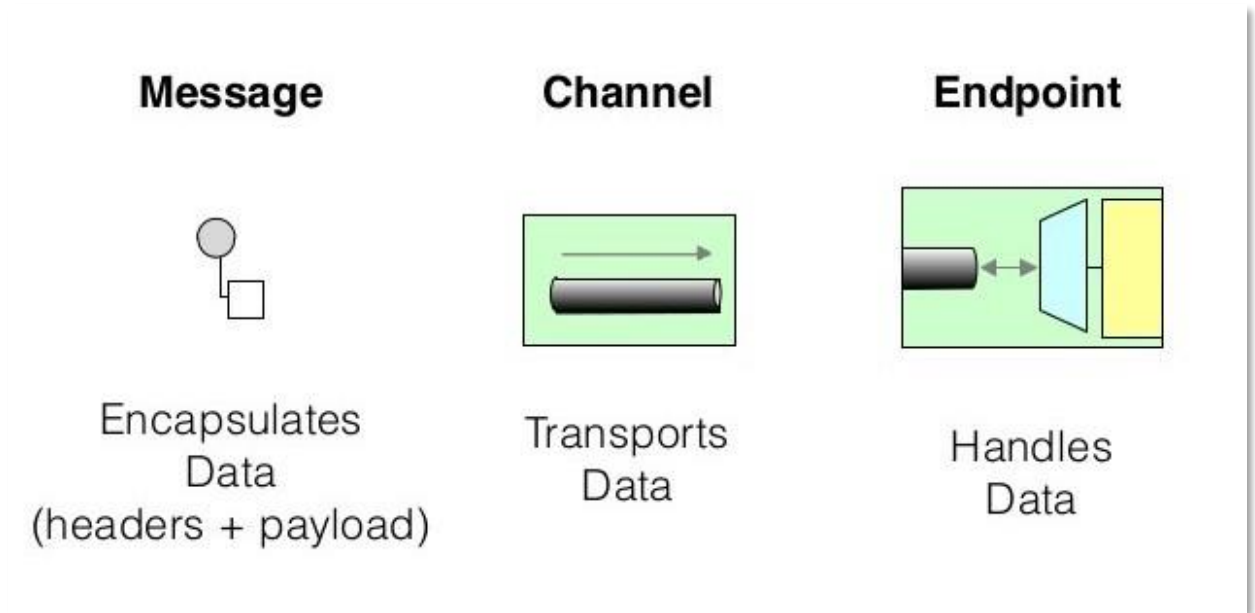 Message
Encapsulates
Data
(headers + payload)
Channel
Transports
Data
Endpoint
Handles
Data